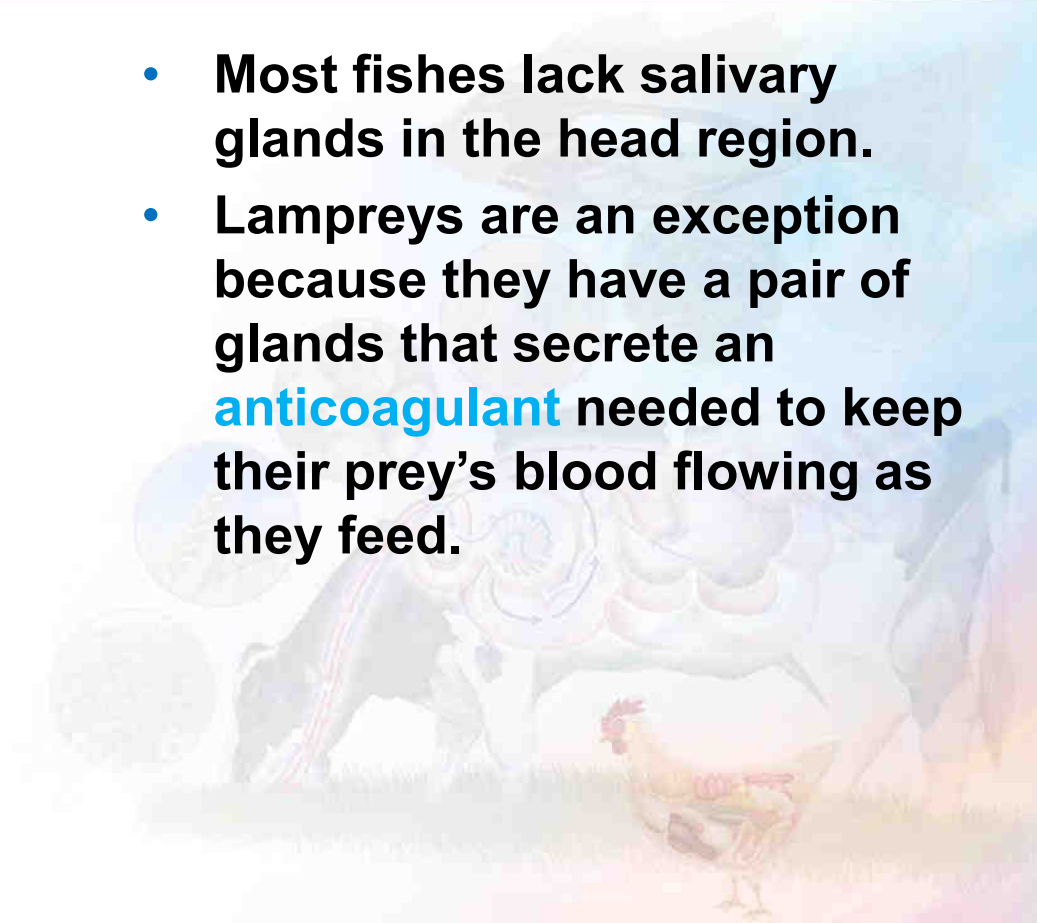 • Most fishes lack salivary
glands in the head region.
• Lampreys are an exception
because they have a pair of
glands that secrete an
anticoagulant needed to keep
their prey’s blood flowing as
they feed.